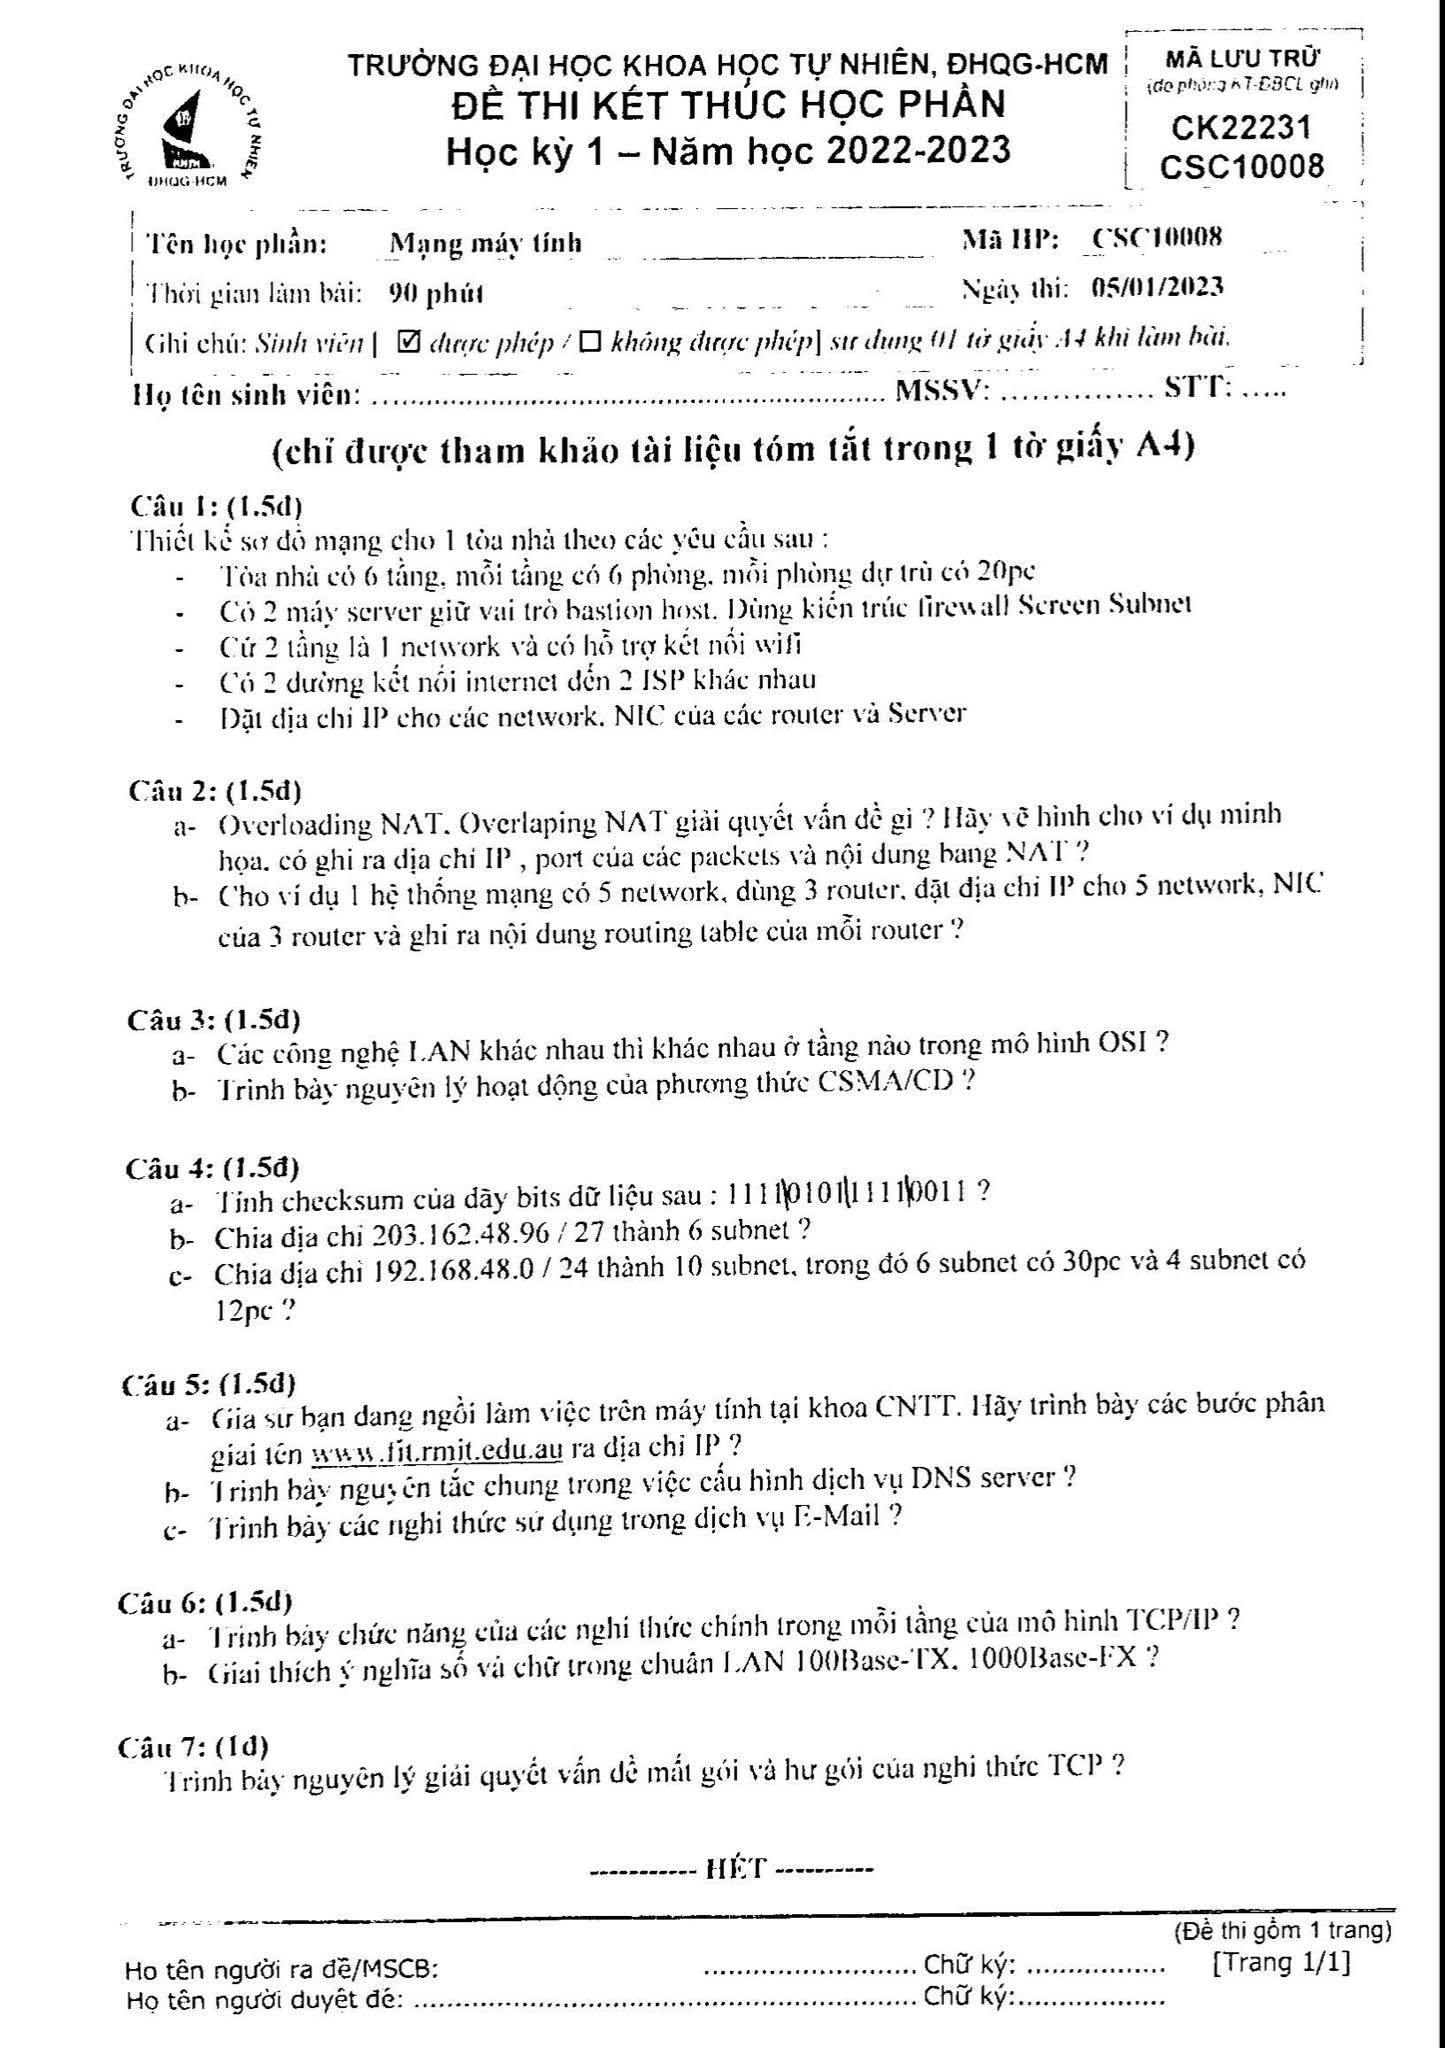 TRƯỜNG ĐẠI HỌC KHOA HỌC TỰ NHIÊN, ĐHQG-HCM
ĐỀ THI KẾT THÚC HỌC PHẦN
Học kỳ 1 – Năm học 2022-2023
MÃ LƯU TRỮ
(do phòng KT-ĐBCL ghi)
CK22231
CSC10008
TRƯỜNG ĐẠI HỌC KHOA HỌC TỰ NHIÊN
ĐHQG-HCM
Tên học phần: Mạng máy tính Mã HP: CSC10008
Thời gian làm bài: 90 phút Ngày thi: 05/01/2023
Ghi chú: Sinh viên [ ☑ được phép / ☐ không được phép] sử dụng 01 tờ giấy A4 khi làm bài.
Họ tên sinh viên: ................................................... MSSV: ............... STT: .....
(chỉ được tham khảo tài liệu tóm tắt trong 1 tờ giấy A4)
Câu 1: (1.5đ)
Thiết kế sơ đồ mạng cho 1 tòa nhà theo các yêu cầu sau :
- Tòa nhà có 6 tầng, mỗi tầng có 6 phòng, mỗi phòng dự trù có 20pc
- Có 2 máy server giữ vai trò bastion host. Dùng kiến trúc firewall Screen Subnet
- Cứ 2 tầng là 1 network và có hỗ trợ kết nối wifi
- Có 2 đường kết nối internet đến 2 ISP khác nhau
- Đặt địa chỉ IP cho các network, NIC của các router và Server
Câu 2: (1.5đ)
a- Overloading NAT, Overlaping NAT giải quyết vấn đề gì ? Hãy vẽ hình cho ví dụ minh
họa, có ghi ra địa chỉ IP , port của các packets và nội dung bảng NAT ?
b- Cho ví dụ 1 hệ thống mạng có 5 network, dùng 3 router, đặt địa chỉ IP cho 5 network, NIC
của 3 router và ghi ra nội dung routing table của mỗi router ?
Câu 3: (1.5đ)
a- Các công nghệ LAN khác nhau thì khác nhau ở tầng nào trong mô hình OSI ?
b- Trình bày nguyên lý hoạt động của phương thức CSMA/CD ?
Câu 4: (1.5đ)
a- Tính checksum của dãy bits dữ liệu sau : 1111\0101\1111\0011 ?
b- Chia địa chỉ 203.162.48.96 / 27 thành 6 subnet ?
c- Chia địa chỉ 192.168.48.0 / 24 thành 10 subnet, trong đó 6 subnet có 30pc và 4 subnet có
12pc ?
Câu 5: (1.5đ)
a- Giả sử bạn đang ngồi làm việc trên máy tính tại khoa CNTT. Hãy trình bày các bước phân
giải tên www.fit.rmit.edu.au ra địa chỉ IP ?
b- Trình bày nguyên tắc chung trong việc cấu hình dịch vụ DNS server ?
c- Trình bày các nghi thức sử dụng trong dịch vụ E-Mail ?
Câu 6: (1.5đ)
a- Trình bày chức năng của các nghi thức chính trong mỗi tầng của mô hình TCP/IP ?
b- Giải thích ý nghĩa số và chữ trong chuẩn LAN 100Base-TX, 1000Base-FX ?
Câu 7: (1đ)
Trình bày nguyên lý giải quyết vấn đề mất gói và hư gói của nghi thức TCP ?
----------- HẾT ----------
(Đề thi gồm 1 trang)
Họ tên người ra đề/MSCB: .......................... Chữ ký: ................. [Trang 1/1]
Họ tên người duyệt đề: ............................................................. Chữ ký:...................